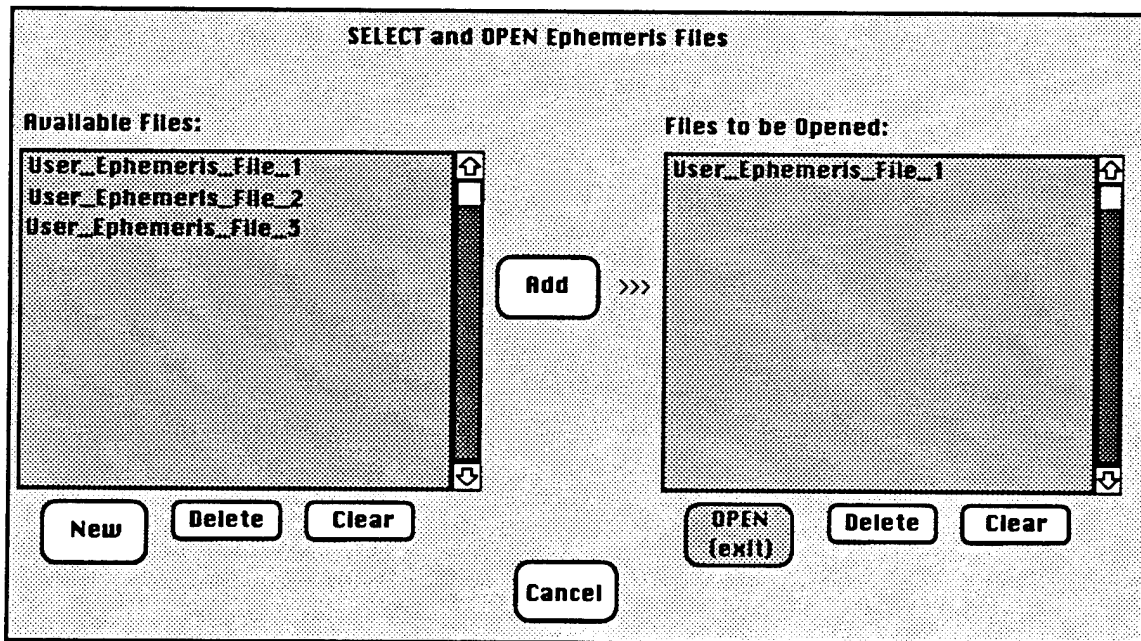 SELECT and OPEN Ephemeris Files
Available Files:
User_Ephemeris_File_1
User_Ephemeris_File_2
User_Ephemeris_File_3
Add >>>
Files to be Opened:
User_Ephemeris_File_1
New
Delete
Clear
OPEN
(exit)
Delete
Clear
Cancel